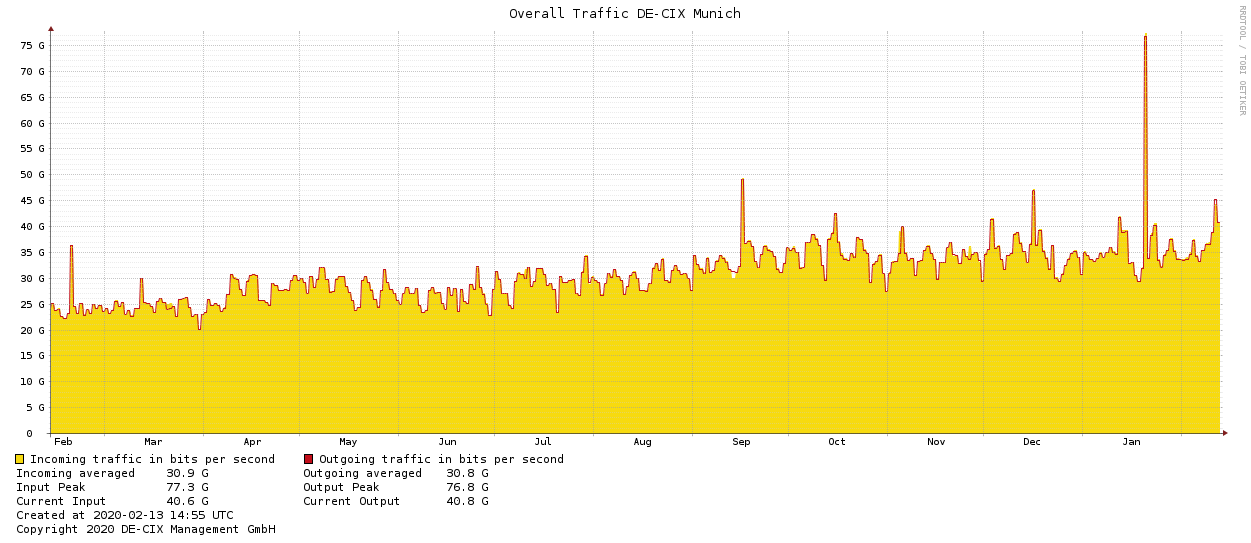 Overall Traffic DE-CIX Munich
RRDTOOL / TOBI OETIKER
75 G
70 G
65 G
60 G
55 G
50 G
45 G
40 G
35 G
30 G
25 G
20 G
15 G
10 G
5 G
0
Feb Mar Apr May Jun Jul Aug Sep Oct Nov Dec Jan
Incoming traffic in bits per second Outgoing traffic in bits per second
Incoming averaged 30.9 G Outgoing averaged 30.8 G
Input Peak 77.3 G Output Peak 76.8 G
Current Input 40.6 G Current Output 40.8 G
Created at 2020-02-13 14:55 UTC
Copyright 2020 DE-CIX Management GmbH